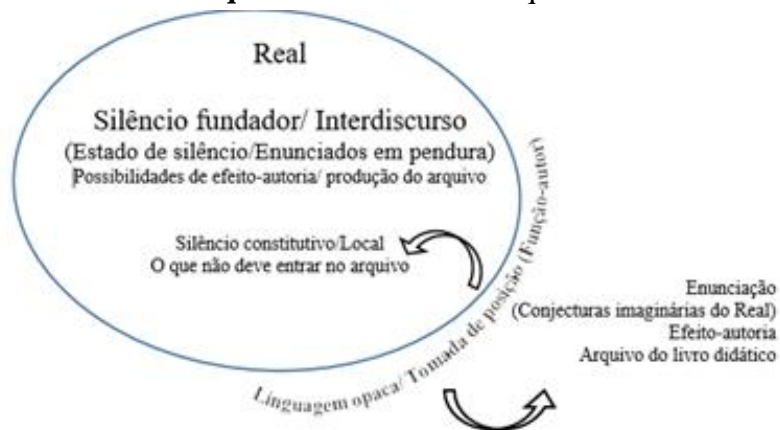 Real
Silêncio fundador/ Interdiscurso
(Estado de silêncio/Enunciados em pendura)
Possibilidades de efeito-autoria/ produção do arquivo
Silêncio constitutivo/Local
O que não deve entrar no arquivo
Linguagem opaca/ Tomada de posição (Função-autor)
Enunciação
(Conjecturas imaginárias do Real)
Efeito-autoria
Arquivo do livro didático